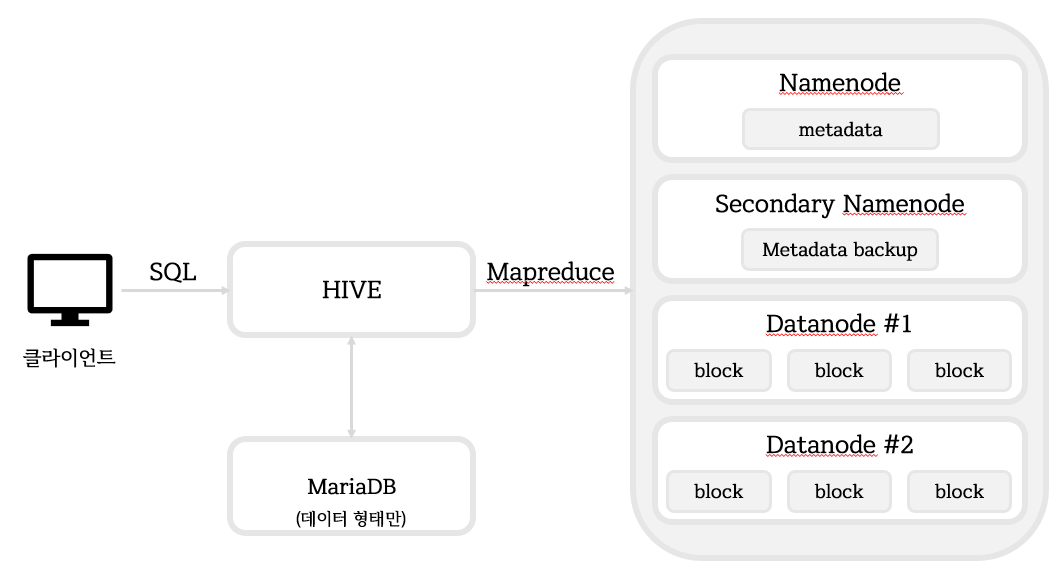 클라이언트
SQL
HIVE
MariaDB
(데이터 형태만)
Mapreduce
Namenode
metadata
Secondary Namenode
Metadata backup
Datanode #1
block block block
Datanode #2
block block block